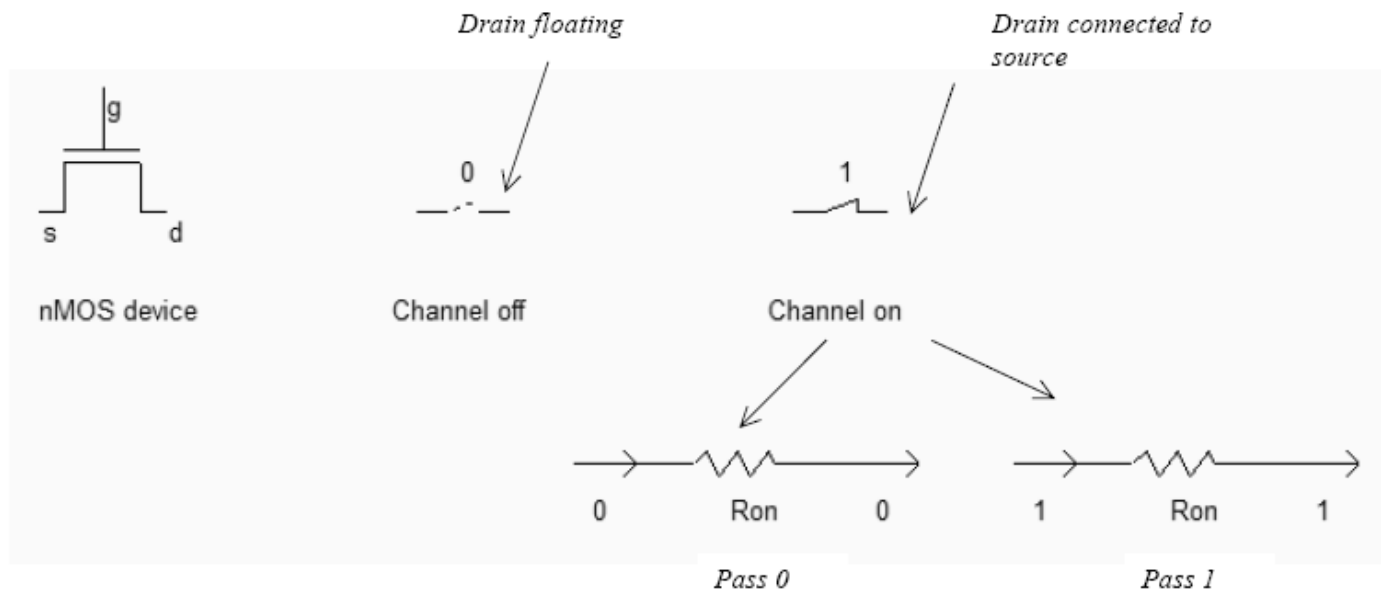 Drain floating
Drain connected to
source
g
0
1
s
d
nMOS device
Channel off
Channel on
0
Ron
0
1
Ron
1
Pass 0
Pass 1